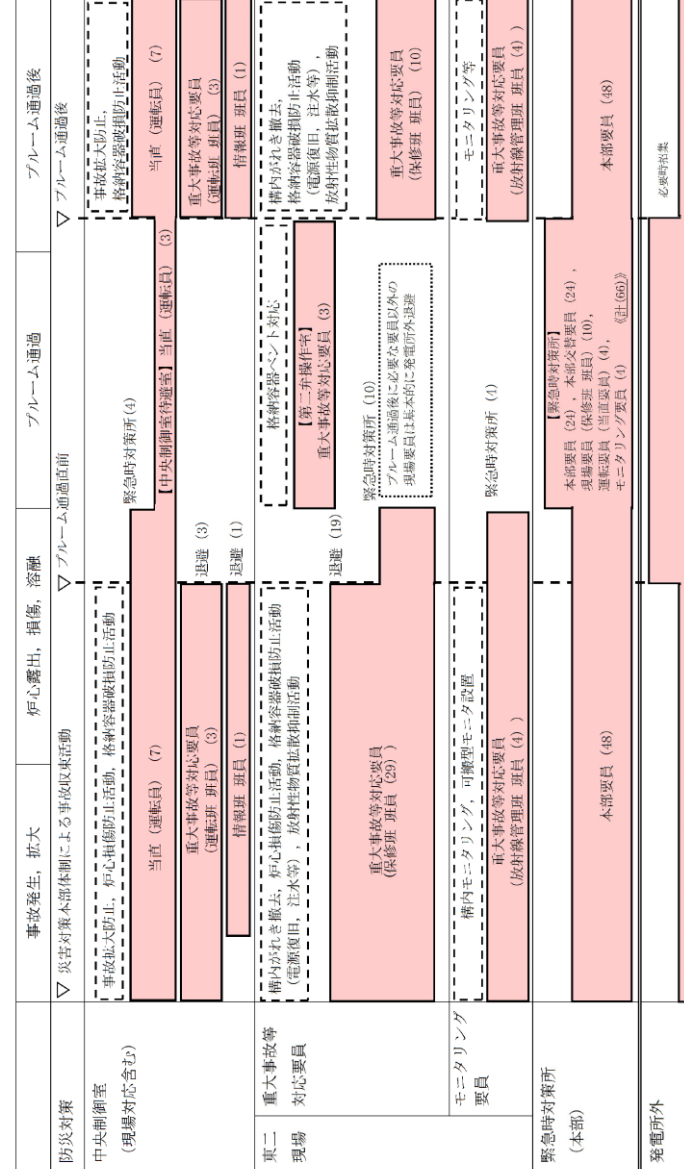 事故発生，拡大
炉心露出，損傷，溶融
プルーム通過
プルーム通過後
防災対策
▽ 災害対策本部体制による事故収束活動
▽ プルーム通過直前
▽ プルーム通過後
中央制御室
（現場対応含む）
事故拡大防止，炉心損傷防止活動，格納容器破損防止活動
当直（運転員）（7）
重大事故等対応要員
（運転班 班員）（3）
情報班 班員（1）
退避（3）
退避（1）
緊急時対策所(4)
【中央制御室待避室】当直（運転員）（3）
事故拡大防止，
格納容器破損防止活動
当直（運転員）（7）
重大事故等対応要員
（運転班 班員）（3）
情報班 班員（1）
東二
現場
重大事故等
対応要員
構内がれき撤去，炉心損傷防止活動，格納容器破損防止活動
（電源復旧，注水等），放射性物質拡散抑制活動
重大事故等対応要員
（保修班 班員（29））
退避（19）
格納容器ベント対応
【第二弁操作室】
重大事故等対応要員（3）
緊急時対策所（10）
プルーム通過後に必要な要員以外の
現場要員は基本的に発電所外退避
構内がれき撤去，
格納容器破損防止活動
（電源復旧，注水等），
放射性物質拡散抑制活動
重大事故等対応要員
（保修班 班員）（10）
モニタリング
要員
構内モニタリング，可搬型モニタ設置
重大事故等対応要員
（放射線管理班 班員（4））
緊急時対策所（4）
モニタリング等
重大事故等対応要員
（放射線管理班 班員（4））
緊急時対策所
（本部）
本部要員（48）
【緊急時対策所】
本部要員（24），本部交替要員（24），
現場要員（保修班 班員）（10），
運転要員（当直要員）（4），
モニタリング要員（4）
《計(66)》
本部要員（48）
発電所外
必要時招集